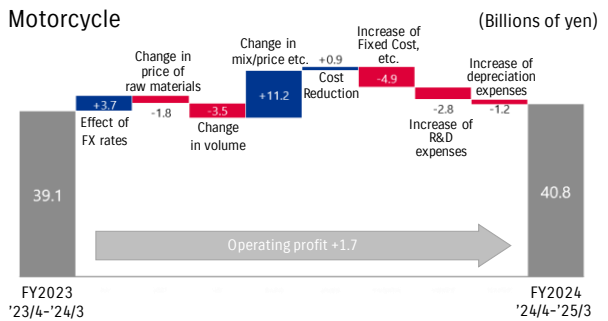 Motorcycle
(Billions of yen)
+3.7
Effect of
FX rates
Change in
price of
raw materials
-1.8
-3.5
Change
in volume
Change in
mix/price etc.
+11.2
+0.9
Cost
Reduction
Increase of
Fixed Cost,
etc.
-4.9
-2.8
Increase of
R&D
expenses
Increase of
depreciation
expenses
-1.2
39.1
40.8
Operating profit +1.7
FY2023
’23/4-’24/3
FY2024
’24/4-’25/3